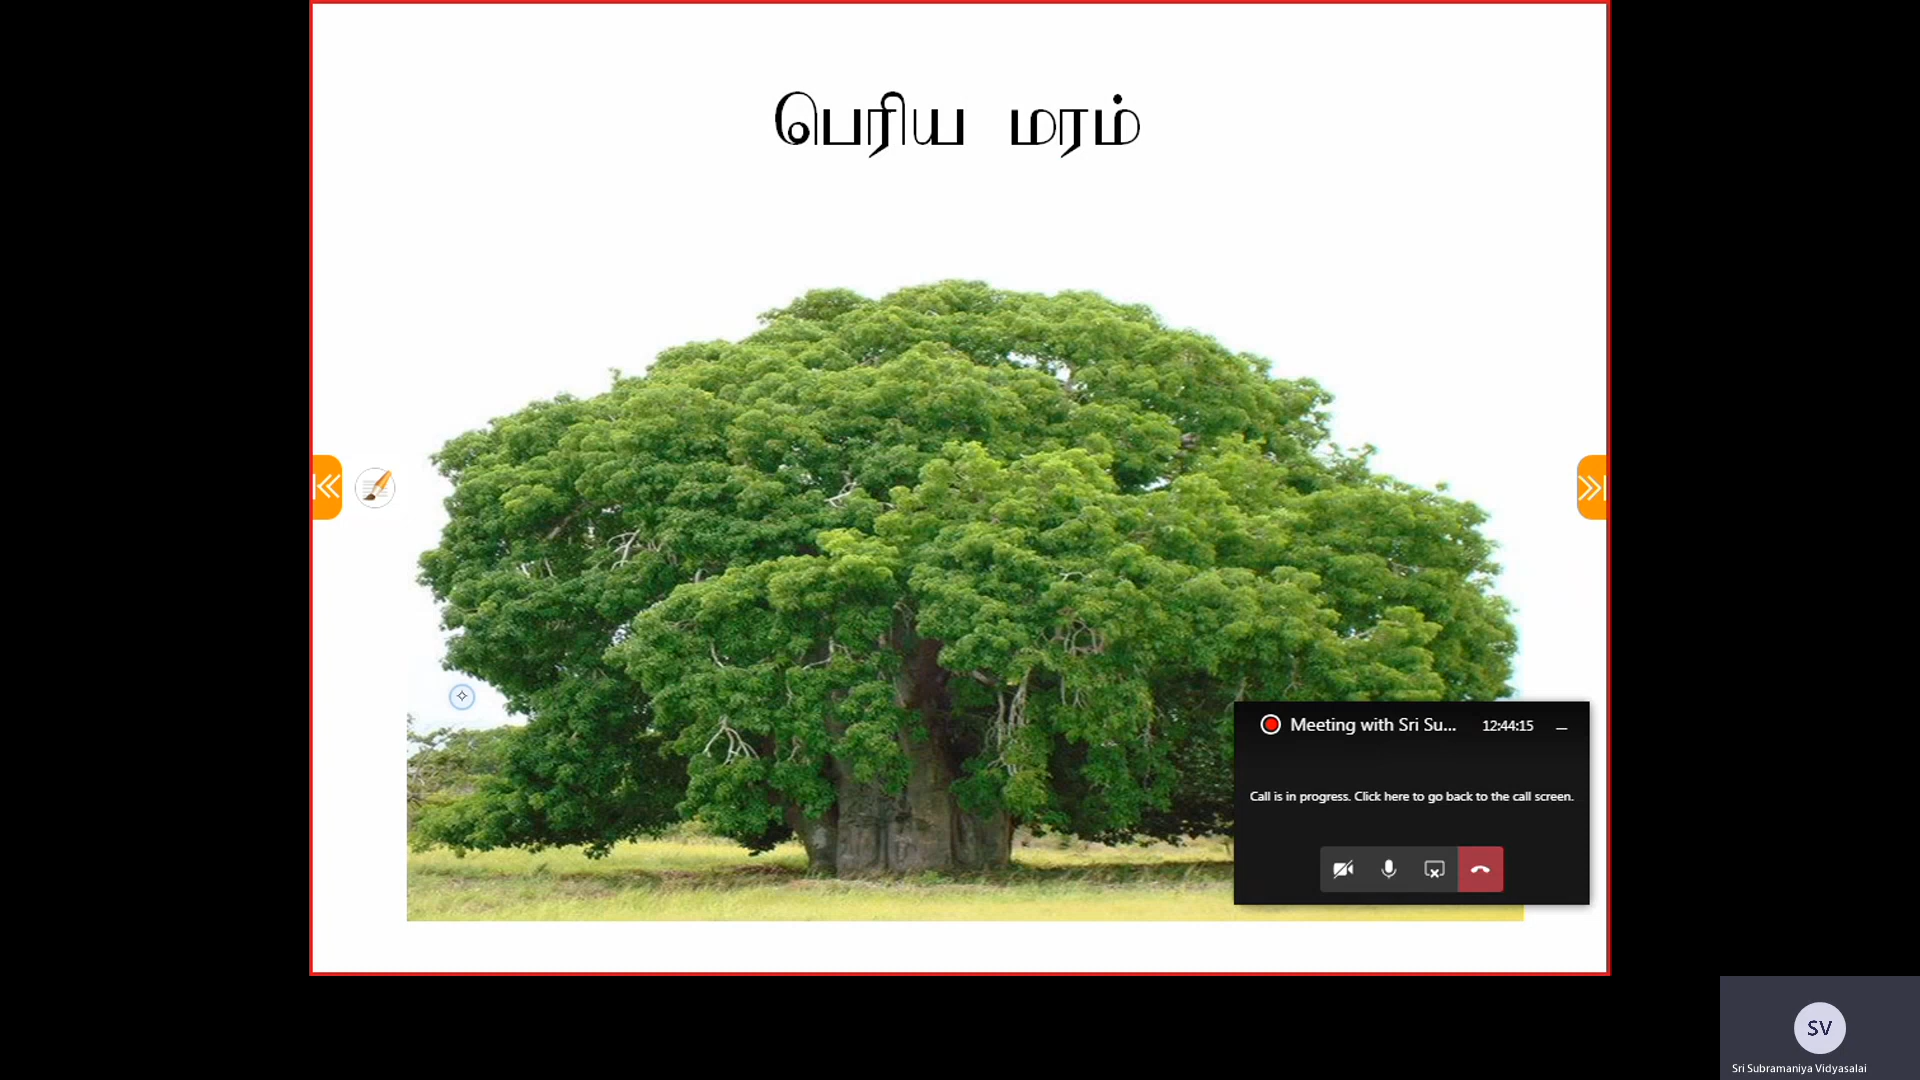 பெரிய மரம்
Meeting with Sri Su... 12:44:15
Call is in progress. Click here to go back to the call screen.
SV
Sri Subramaniya Vidyasalai